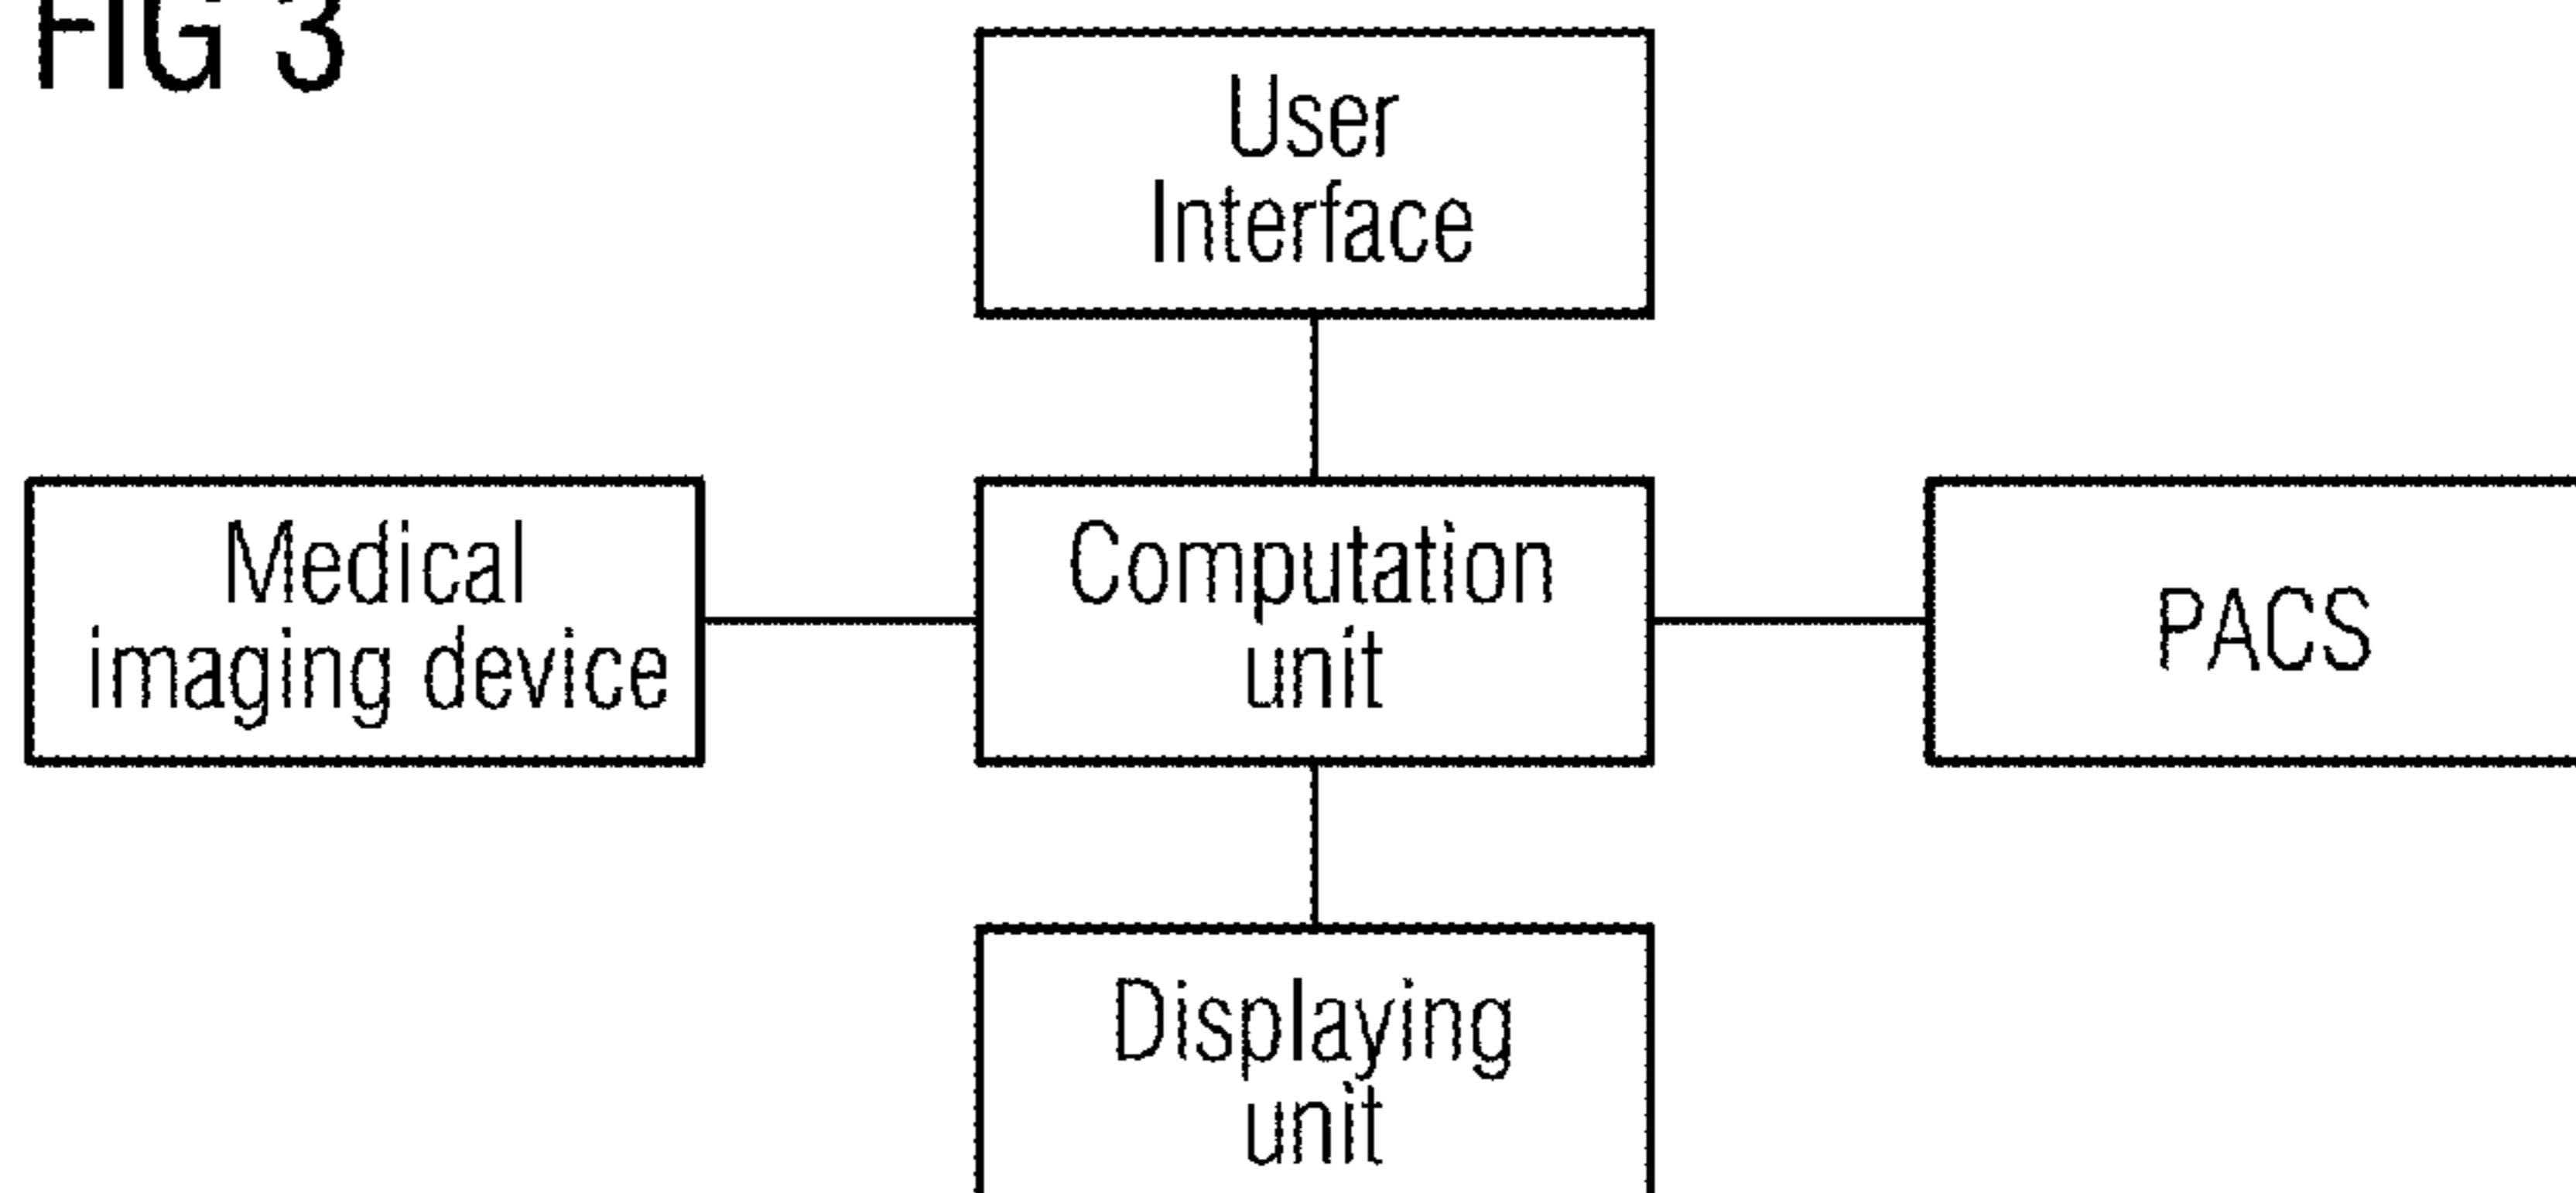 FIG 3
User
Interface
Medical
imaging device
Computation
unit
PACS
Displaying
unit